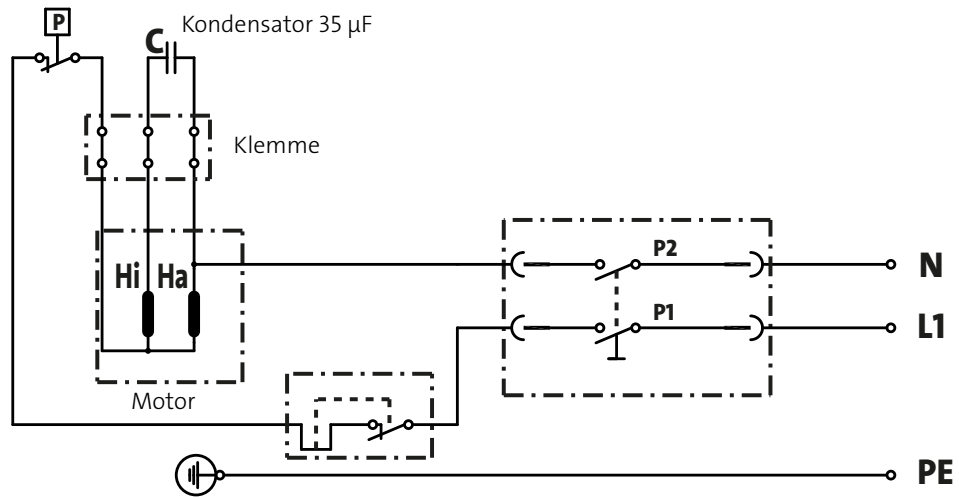 P
Kondensator 35 µF
C
Klemme
Hi
Ha
P2
N
P1
L1
Motor
PE